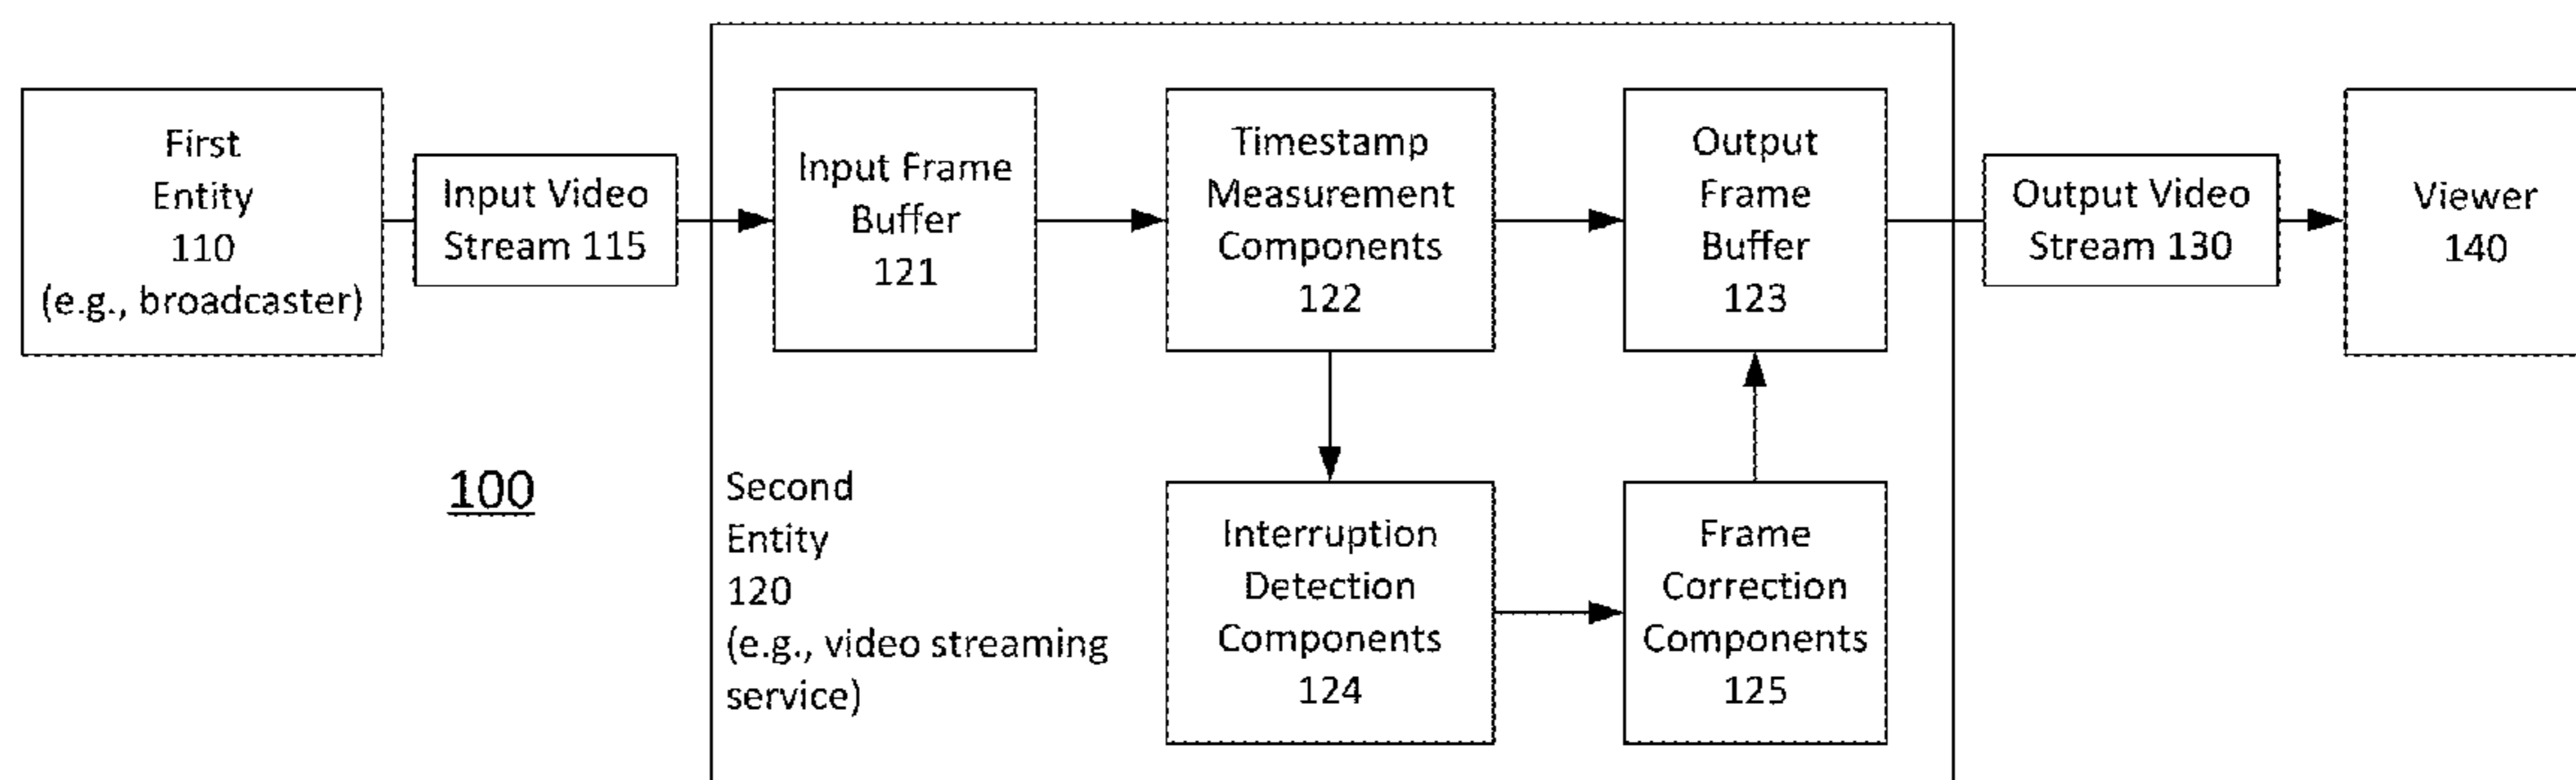 First
Entity
110
(e.g., broadcaster)
Input Video
Stream 115
Input Frame
Buffer
121
Timestamp
Measurement
Components
122
Output
Frame
Buffer
123
Output Video
Stream 130
Viewer
140
100
Second
Entity
120
(e.g., video streaming
service)
Interruption
Detection
Components
124
Frame
Correction
Components
125